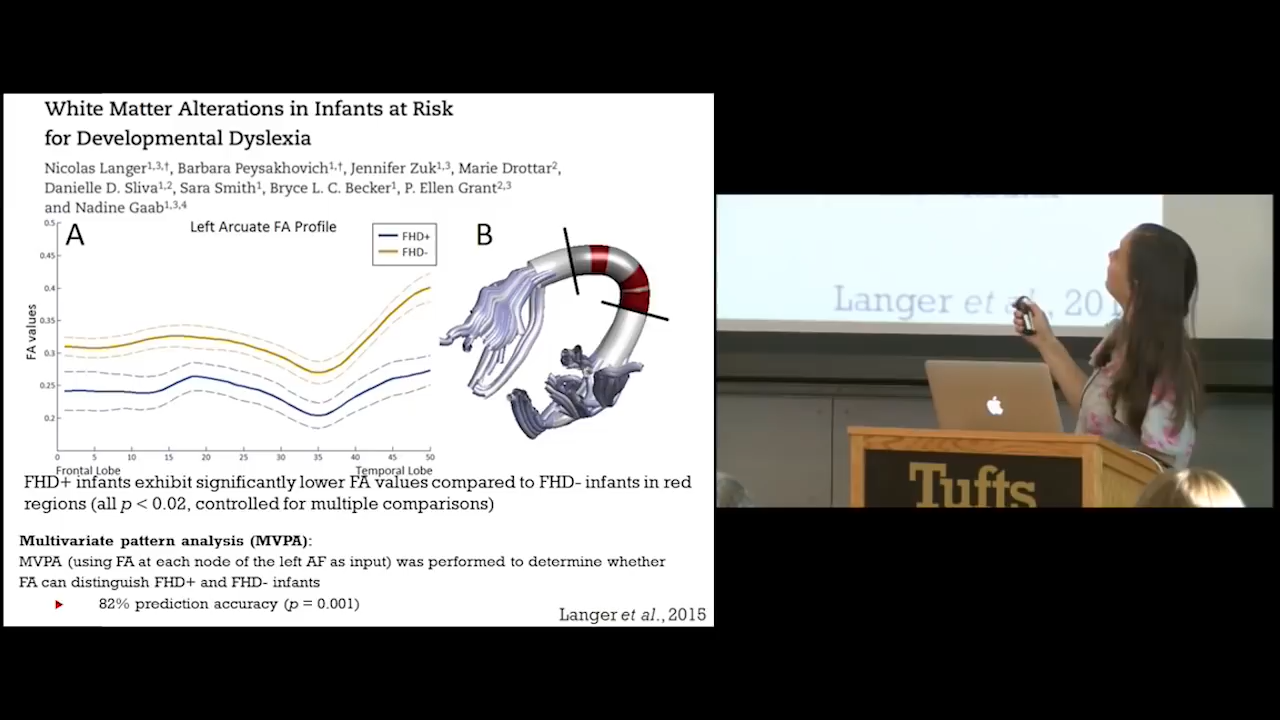 White Matter Alterations in Infants at Risk
for Developmental Dyslexia
Nicolas Langer1,3,†, Barbara Peysakhovich1,†, Jennifer Zuk1,3, Marie Drottar2,
Danielle D. Sliva1,2, Sara Smith1, Bryce L. C. Becker1, P. Ellen Grant2,3
and Nadine Gaab1,3,4
A
Left Arcuate FA Profile
FHD+
FHD-
B
FA values
0.5
0.45
0.4
0.35
0.3
0.25
0.2
0 5 10 15 20 25 30 35 40 45 50
Frontal Lobe Temporal Lobe
FHD+ infants exhibit significantly lower FA values compared to FHD- infants in red
regions (all p < 0.02, controlled for multiple comparisons)
Multivariate pattern analysis (MVPA):
MVPA (using FA at each node of the left AF as input) was performed to determine whether
FA can distinguish FHD+ and FHD- infants
82% prediction accuracy (p = 0.001)
Langer et al., 2015
Langer et
Tufts